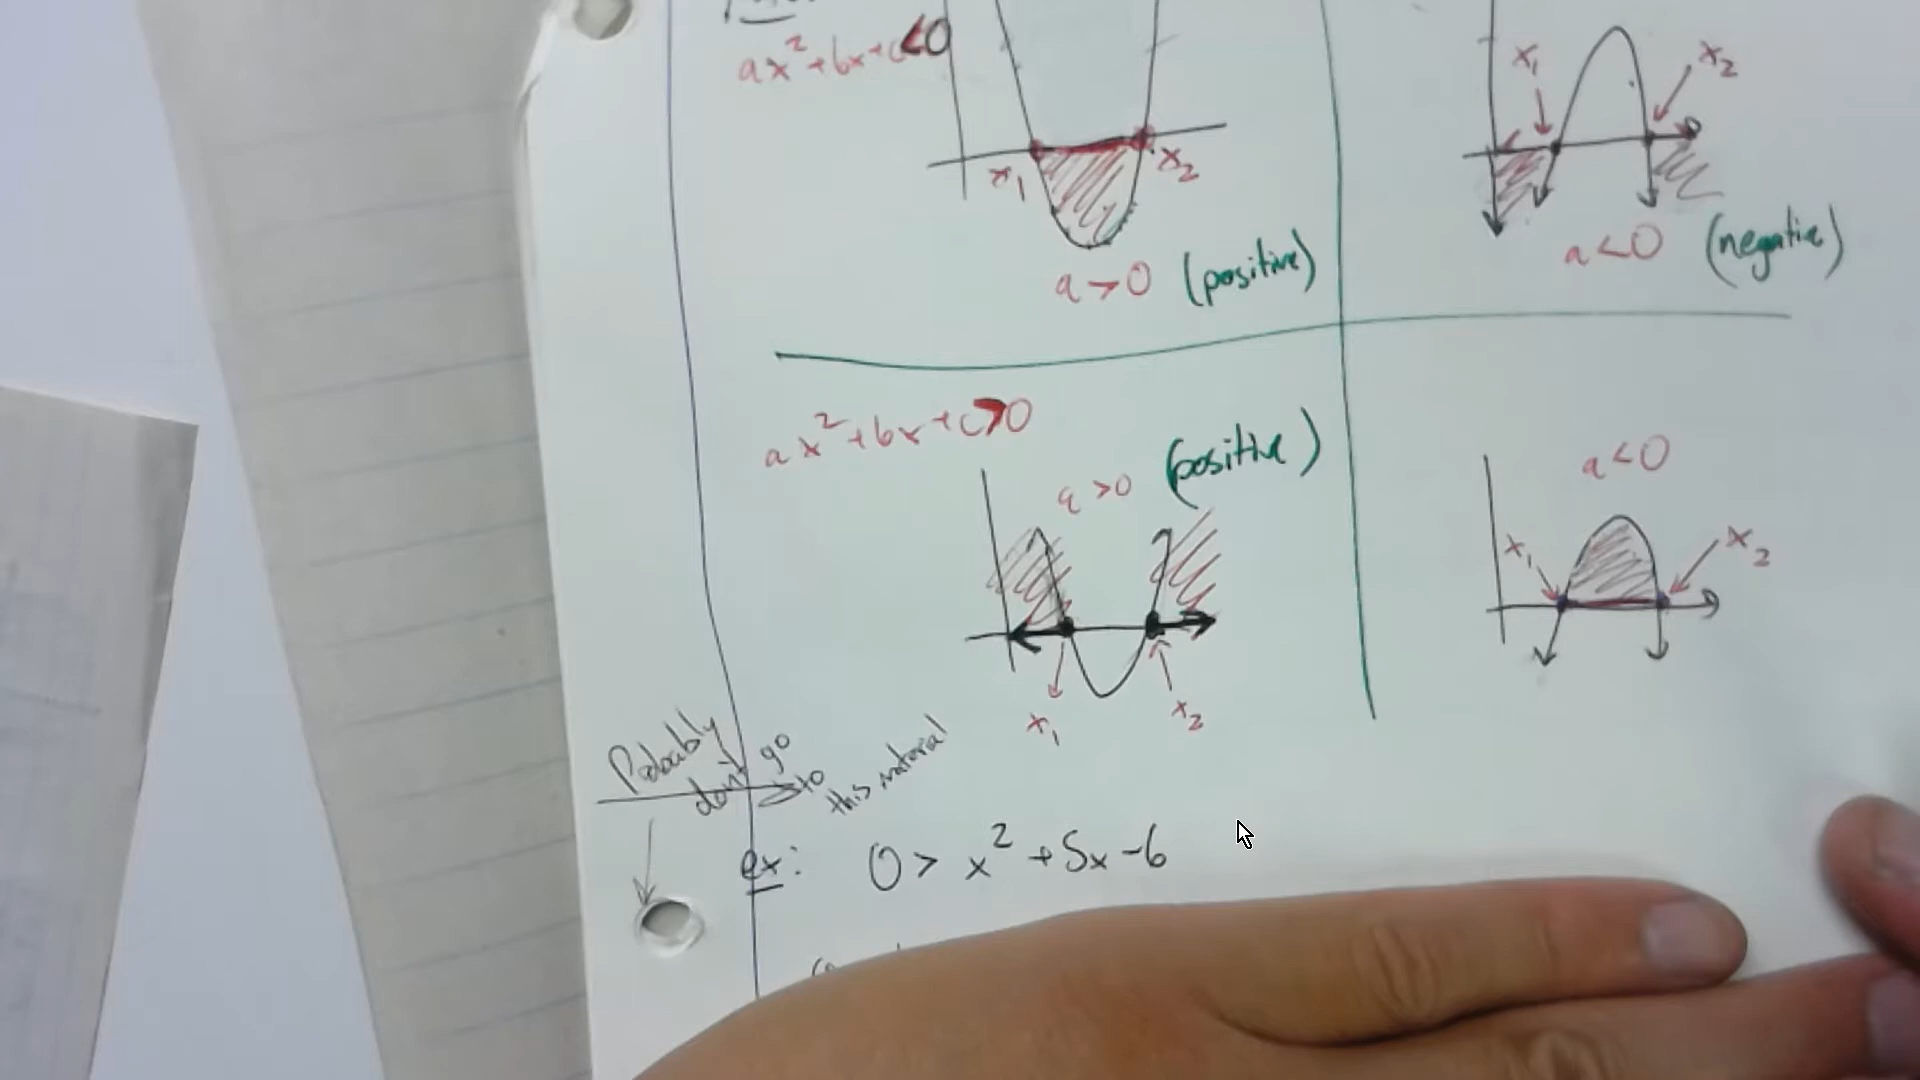 ax²+bx+c<0
x₁
x₂
a>0 (positive)
x₁
x₂
a<0 (negative)
ax²+bx+c>0
a>0 (positive)
x₁
x₂
a<0
x₁
x₂
Probably
don't go
to
this material
ex: 0 > x² + 5x - 6